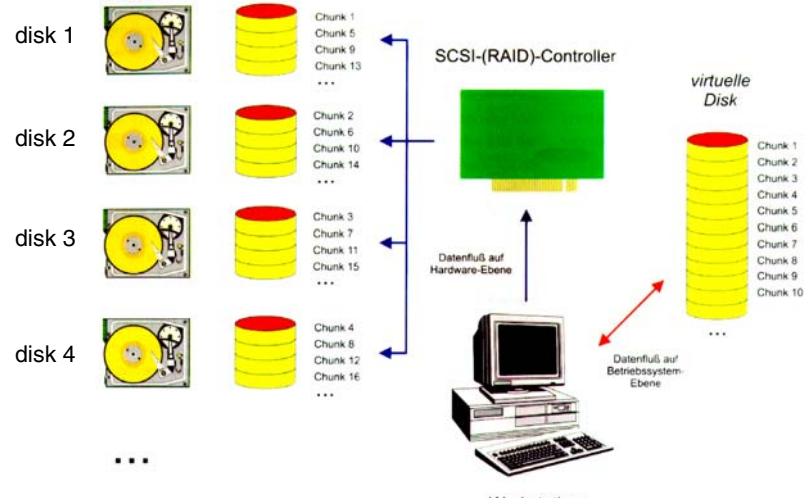 disk 1
Chunk 1
Chunk 5
Chunk 9
Chunk 13
...
disk 2
Chunk 2
Chunk 6
Chunk 10
Chunk 14
...
disk 3
Chunk 3
Chunk 7
Chunk 11
Chunk 15
...
disk 4
Chunk 4
Chunk 8
Chunk 12
Chunk 16
...
...
SCSI-(RAID)-Controller
Datenfluß auf
Hardware-Ebene
virtuelle
Disk
Chunk 1
Chunk 2
Chunk 3
Chunk 4
Chunk 5
Chunk 6
Chunk 7
Chunk 8
Chunk 9
Chunk 10
...
Datenfluß auf
Betriebssystem-
Ebene